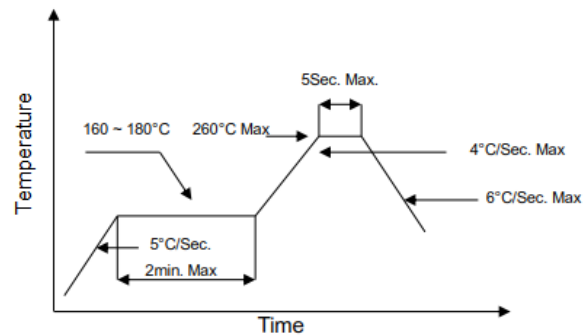 5Sec. Max.
160 ~ 180°C
260°C Max
4°C/Sec. Max
6°C/Sec. Max
5°C/Sec.
2min. Max
Temperature
Time